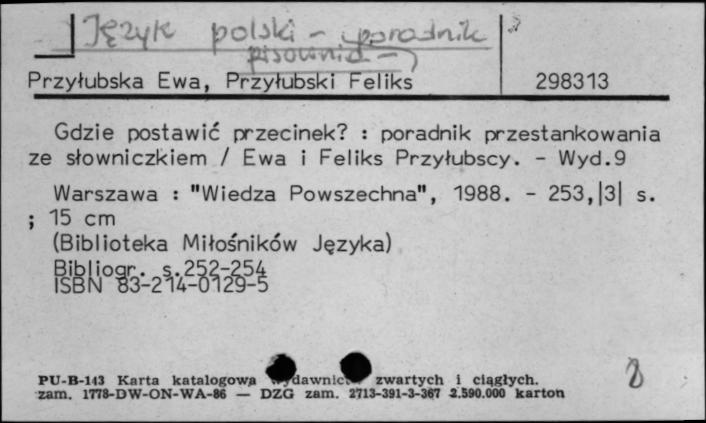 Język polski - (poradnik
pisownia -)
Przyłubska Ewa, Przyłubski Feliks 298313
Gdzie postawić przecinek? : poradnik przestankowania
ze słowniczkiem / Ewa i Feliks Przyłubscy. - Wyd.9
Warszawa : "Wiedza Powszechna", 1988. - 253,|3| s.
; 15 cm
(Biblioteka Miłośników Języka)
Bibliogr. s.252-254
ISBN 83-214-0129-5
PU-B-143 Karta katalogowa zwartych i ciągłych.
zam. 1778-DW-ON-WA-86 — DZG zam. 2713-391-3-367 2.590.000 karton